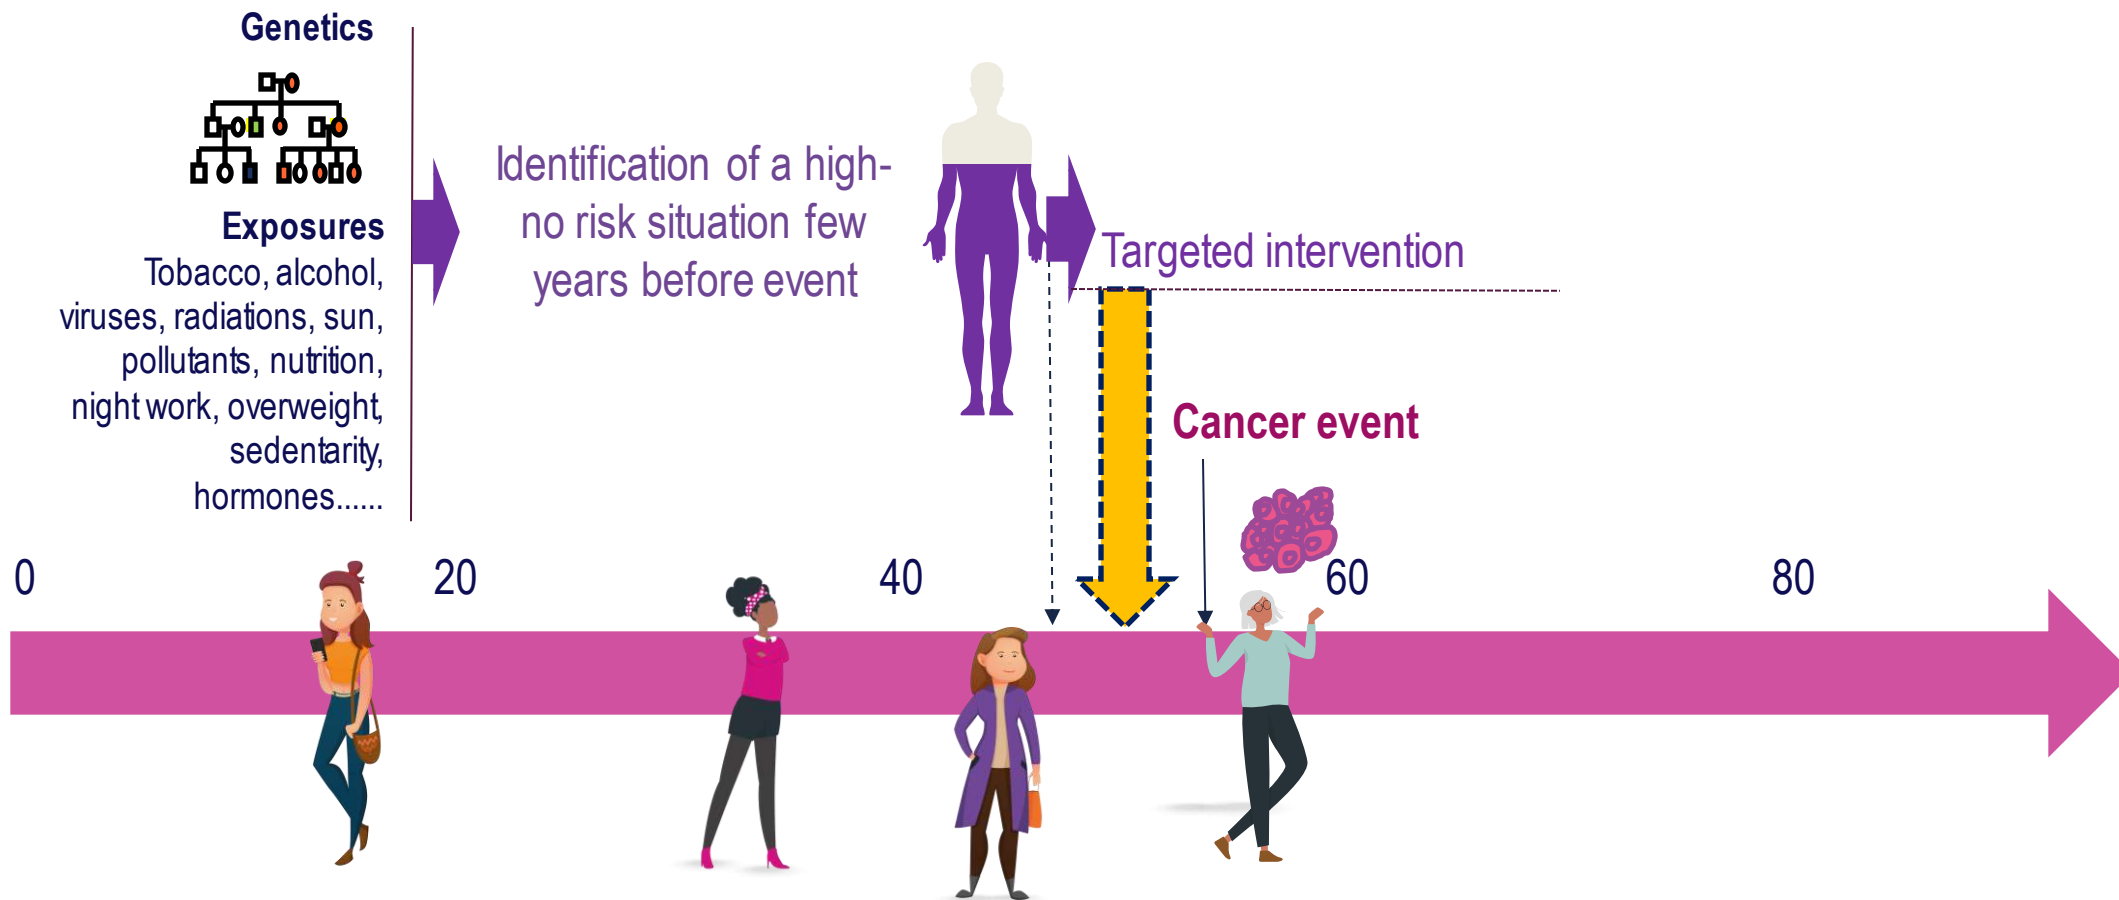 Genetics
Exposures
Tobacco, alcohol,
viruses, radiations, sun,
pollutants, nutrition,
night work, overweight,
sedentarity,
hormones......
Identification of a high-
no risk situation few
years before event
Targeted intervention
Cancer event
0
20
40
60
80